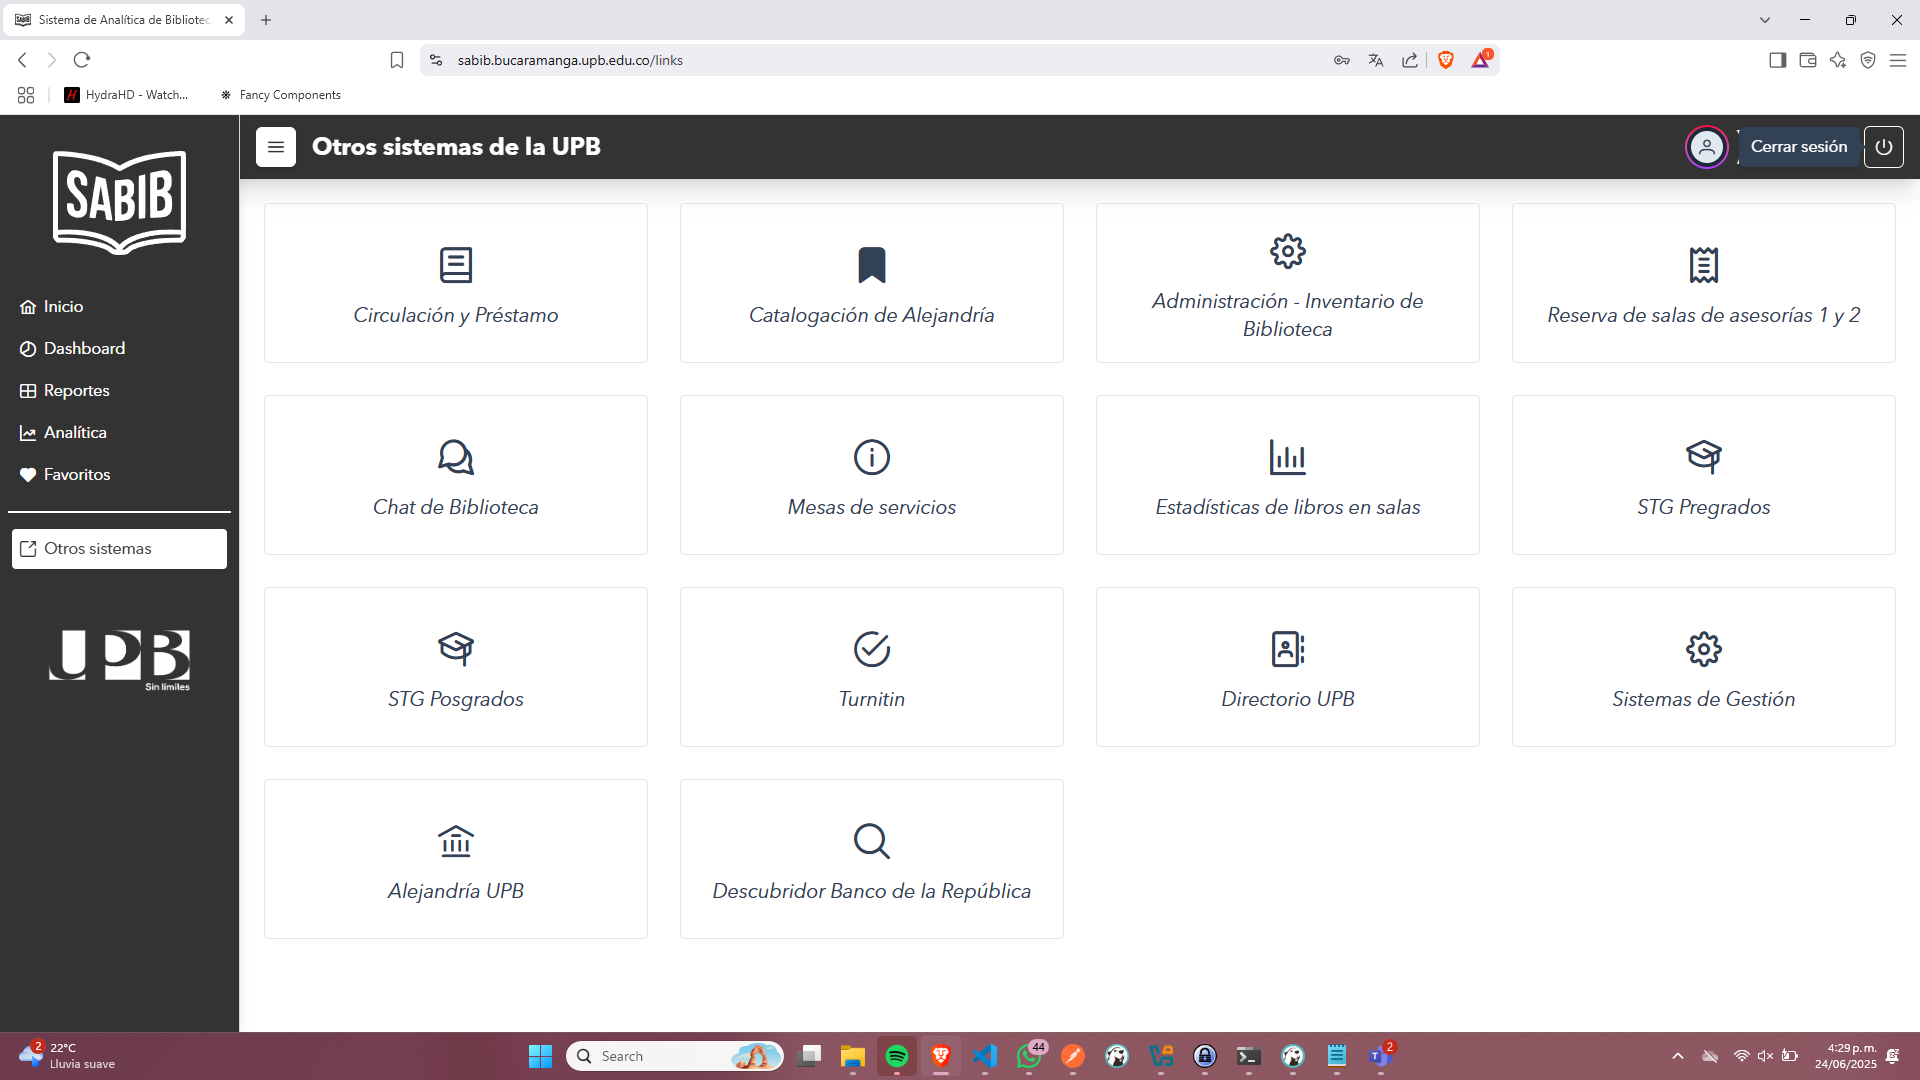 Sistema de Analítica de Bibliotec
sabib.bucaramanga.upb.edu.co/links
1
HydraHD - Watch...
Fancy Components
SABIB
Otros sistemas de la UPB
Cerrar sesión
Inicio
Dashboard
Reportes
Analítica
Favoritos
Otros sistemas
UPB
Sin límites
Circulación y Préstamo
Catalogación de Alejandría
Administración - Inventario de
Biblioteca
Reserva de salas de asesorías 1 y 2
Chat de Biblioteca
Mesas de servicios
Estadísticas de libros en salas
STG Pregrados
STG Posgrados
Turnitin
Directorio UPB
Sistemas de Gestión
Alejandría UPB
Descubridor Banco de la República
2
22°C
Lluvia suave
Search
44
2
4:29 p. m.
24/06/2025